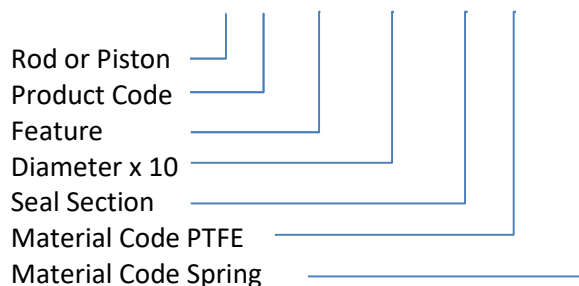 Rod or Piston
Product Code
Feature
Diameter x 10
Seal Section
Material Code PTFE
Material Code Spring